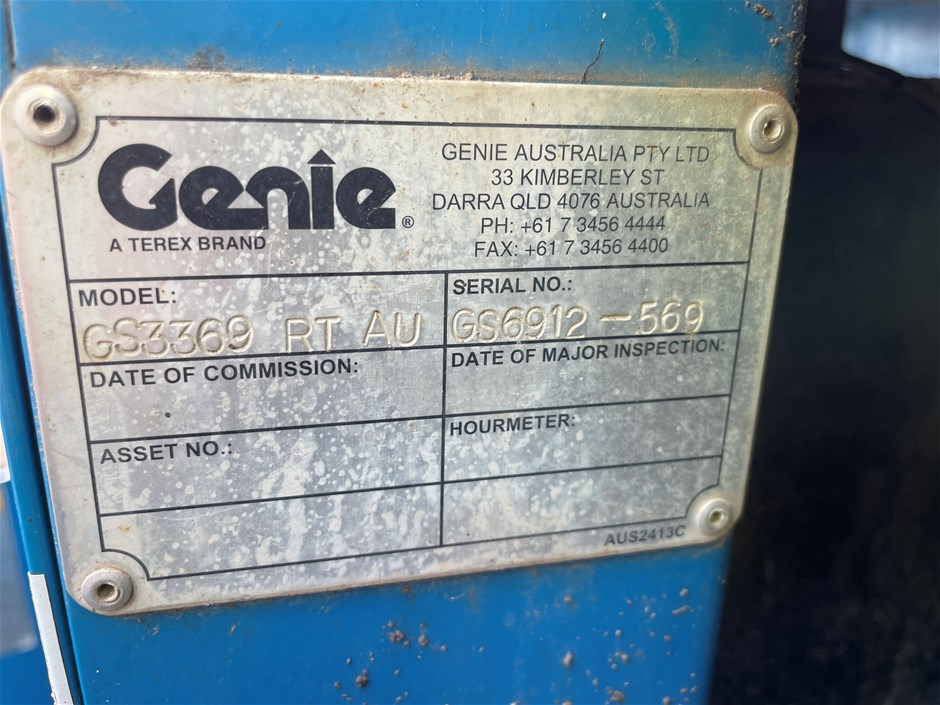 Genie®
A TEREX BRAND
GENIE AUSTRALIA PTY LTD
33 KIMBERLEY ST
DARRA QLD 4076 AUSTRALIA
PH: +61 7 3456 4444
FAX: +61 7 3456 4400
MODEL:
GS3369 RT AU
SERIAL NO.:
GS6912-569
DATE OF COMMISSION:
DATE OF MAJOR INSPECTION:
ASSET NO.:
HOURMETER:
AUS2413C